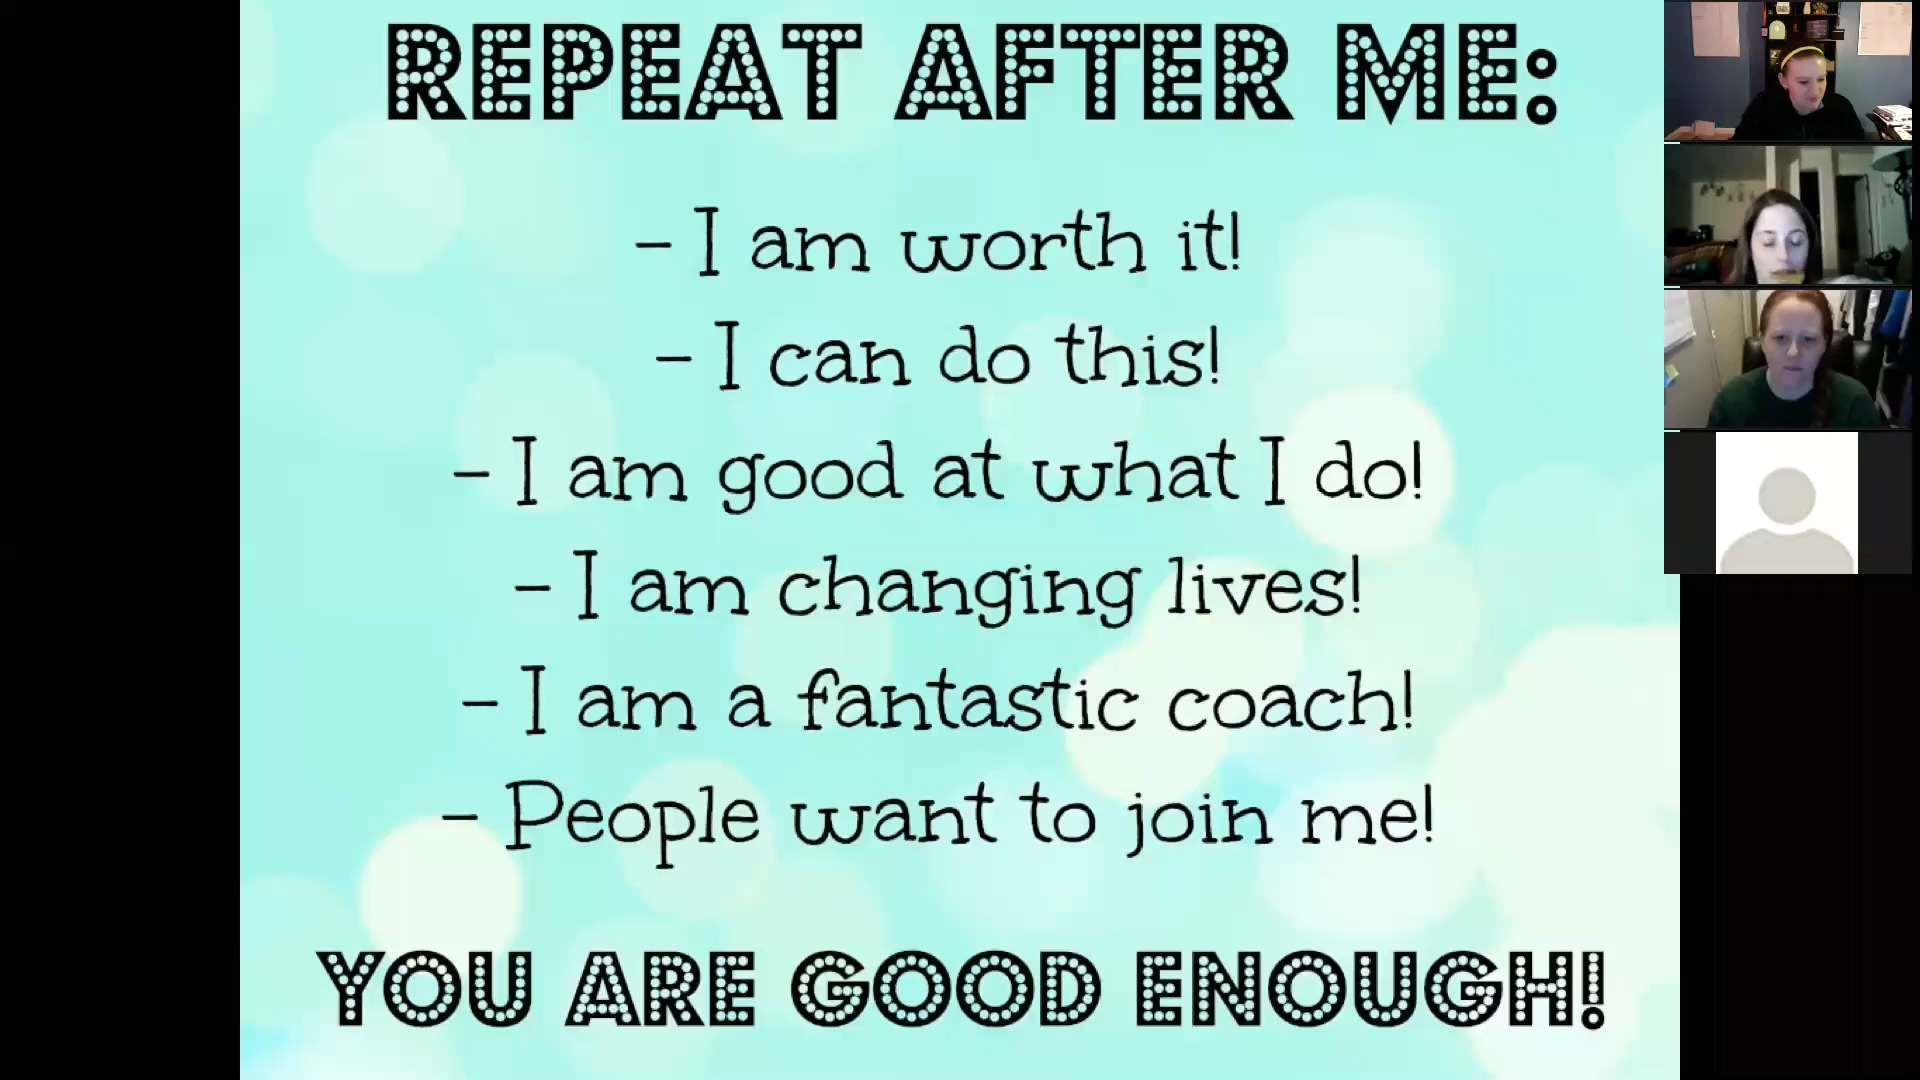 REPEAT AFTER ME:
- I am worth it!
- I can do this!
- I am good at what I do!
- I am changing lives!
- I am a fantastic coach!
- People want to join me!
YOU ARE GOOD ENOUGH!